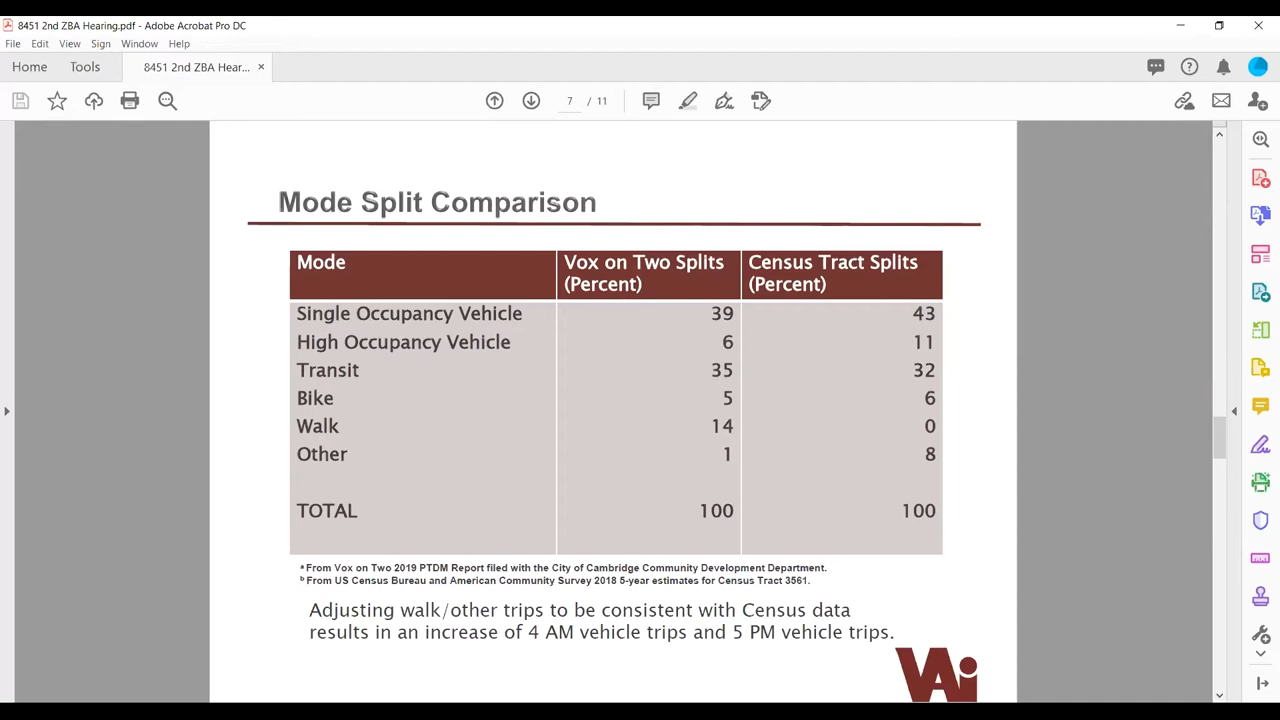 8451 2nd ZBA Hearing.pdf - Adobe Acrobat Pro DC
File Edit View Sign Window Help
Home Tools 8451 2nd ZBA Hear... ×
7 / 11
Mode Split Comparison
Mode Vox on Two Splits (Percent) Census Tract Splits (Percent)
Single Occupancy Vehicle 39 43
High Occupancy Vehicle 6 11
Transit 35 32
Bike 5 6
Walk 14 0
Other 1 8
TOTAL 100 100
a From Vox on Two 2019 PTDM Report filed with the City of Cambridge Community Development Department.
b From US Census Bureau and American Community Survey 2018 5-year estimates for Census Tract 3561.
Adjusting walk/other trips to be consistent with Census data
results in an increase of 4 AM vehicle trips and 5 PM vehicle trips.
VAi